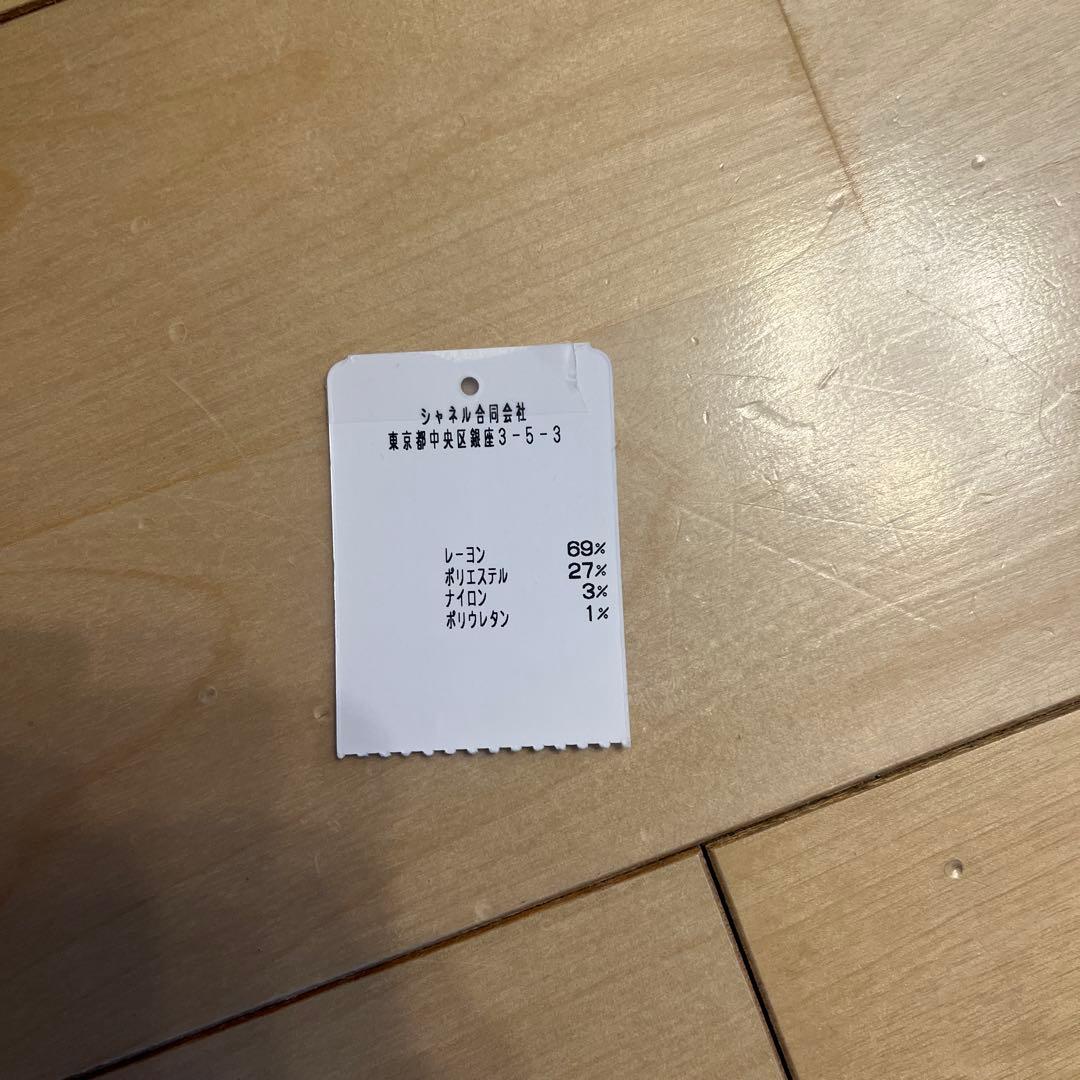 シャネル合同会社
東京都中央区銀座3-5-3
レーヨン 69%
ポリエステル 27%
ナイロン 3%
ポリウレタン 1%